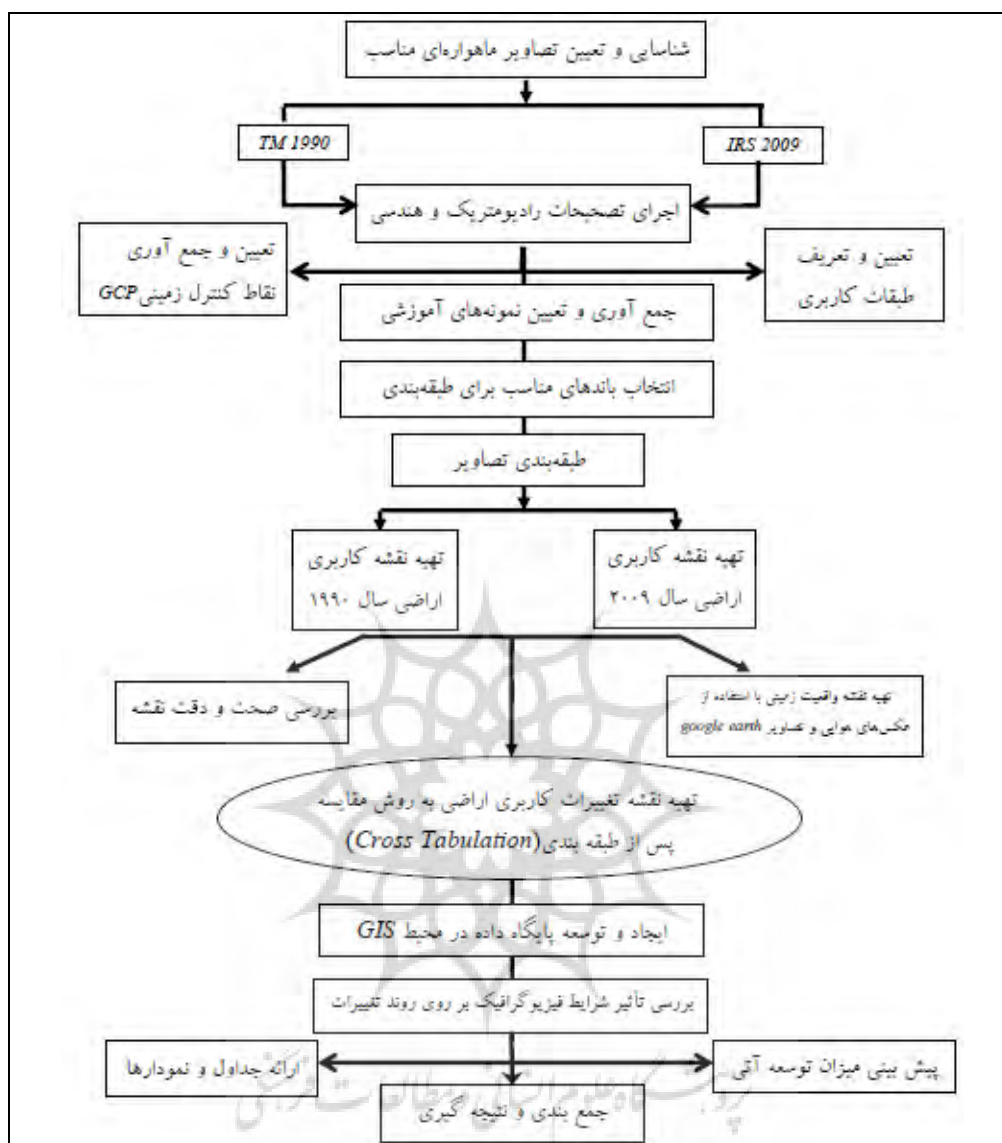 شناسایی و تعیین تصاویر ماهواره‌ای مناسب
IRS 2009
TM 1990
اجرای تصحیحات رادیومتریک و هندسی
تعیین و تعریف
طبقات کاربری
تعیین و جمع آوری
نقاط کنترل زمینی GCP
جمع آوری و تعیین نمونه‌های آموزشی
انتخاب باندهای مناسب برای طبقه‌بندی
طبقه‌بندی تصاویر
تهیه نقشه کاربری
اراضی سال ۲۰۰۹
تهیه نقشه کاربری
اراضی سال ۱۹۹۰
تهیه نقشه واقعیت زمینی با استفاده از
عکس‌های هوایی و تصاویر google earth
بررسی صحت و دقت نقشه
تهیه نقشه تغییرات کاربری اراضی به روش مقایسه
پس از طبقه بندی (Cross Tabulation)
ایجاد و توسعه پایگاه داده در محیط GIS
بررسی تأثیر شرایط فیزیوگرافیک بر روی روند تغییرات
پیش بینی میزان توسعه آتی
ارائه جداول و نمودارها
جمع بندی و نتیجه گیری
پژوهشگاه علوم انسانی و مطالعات فرهنگی